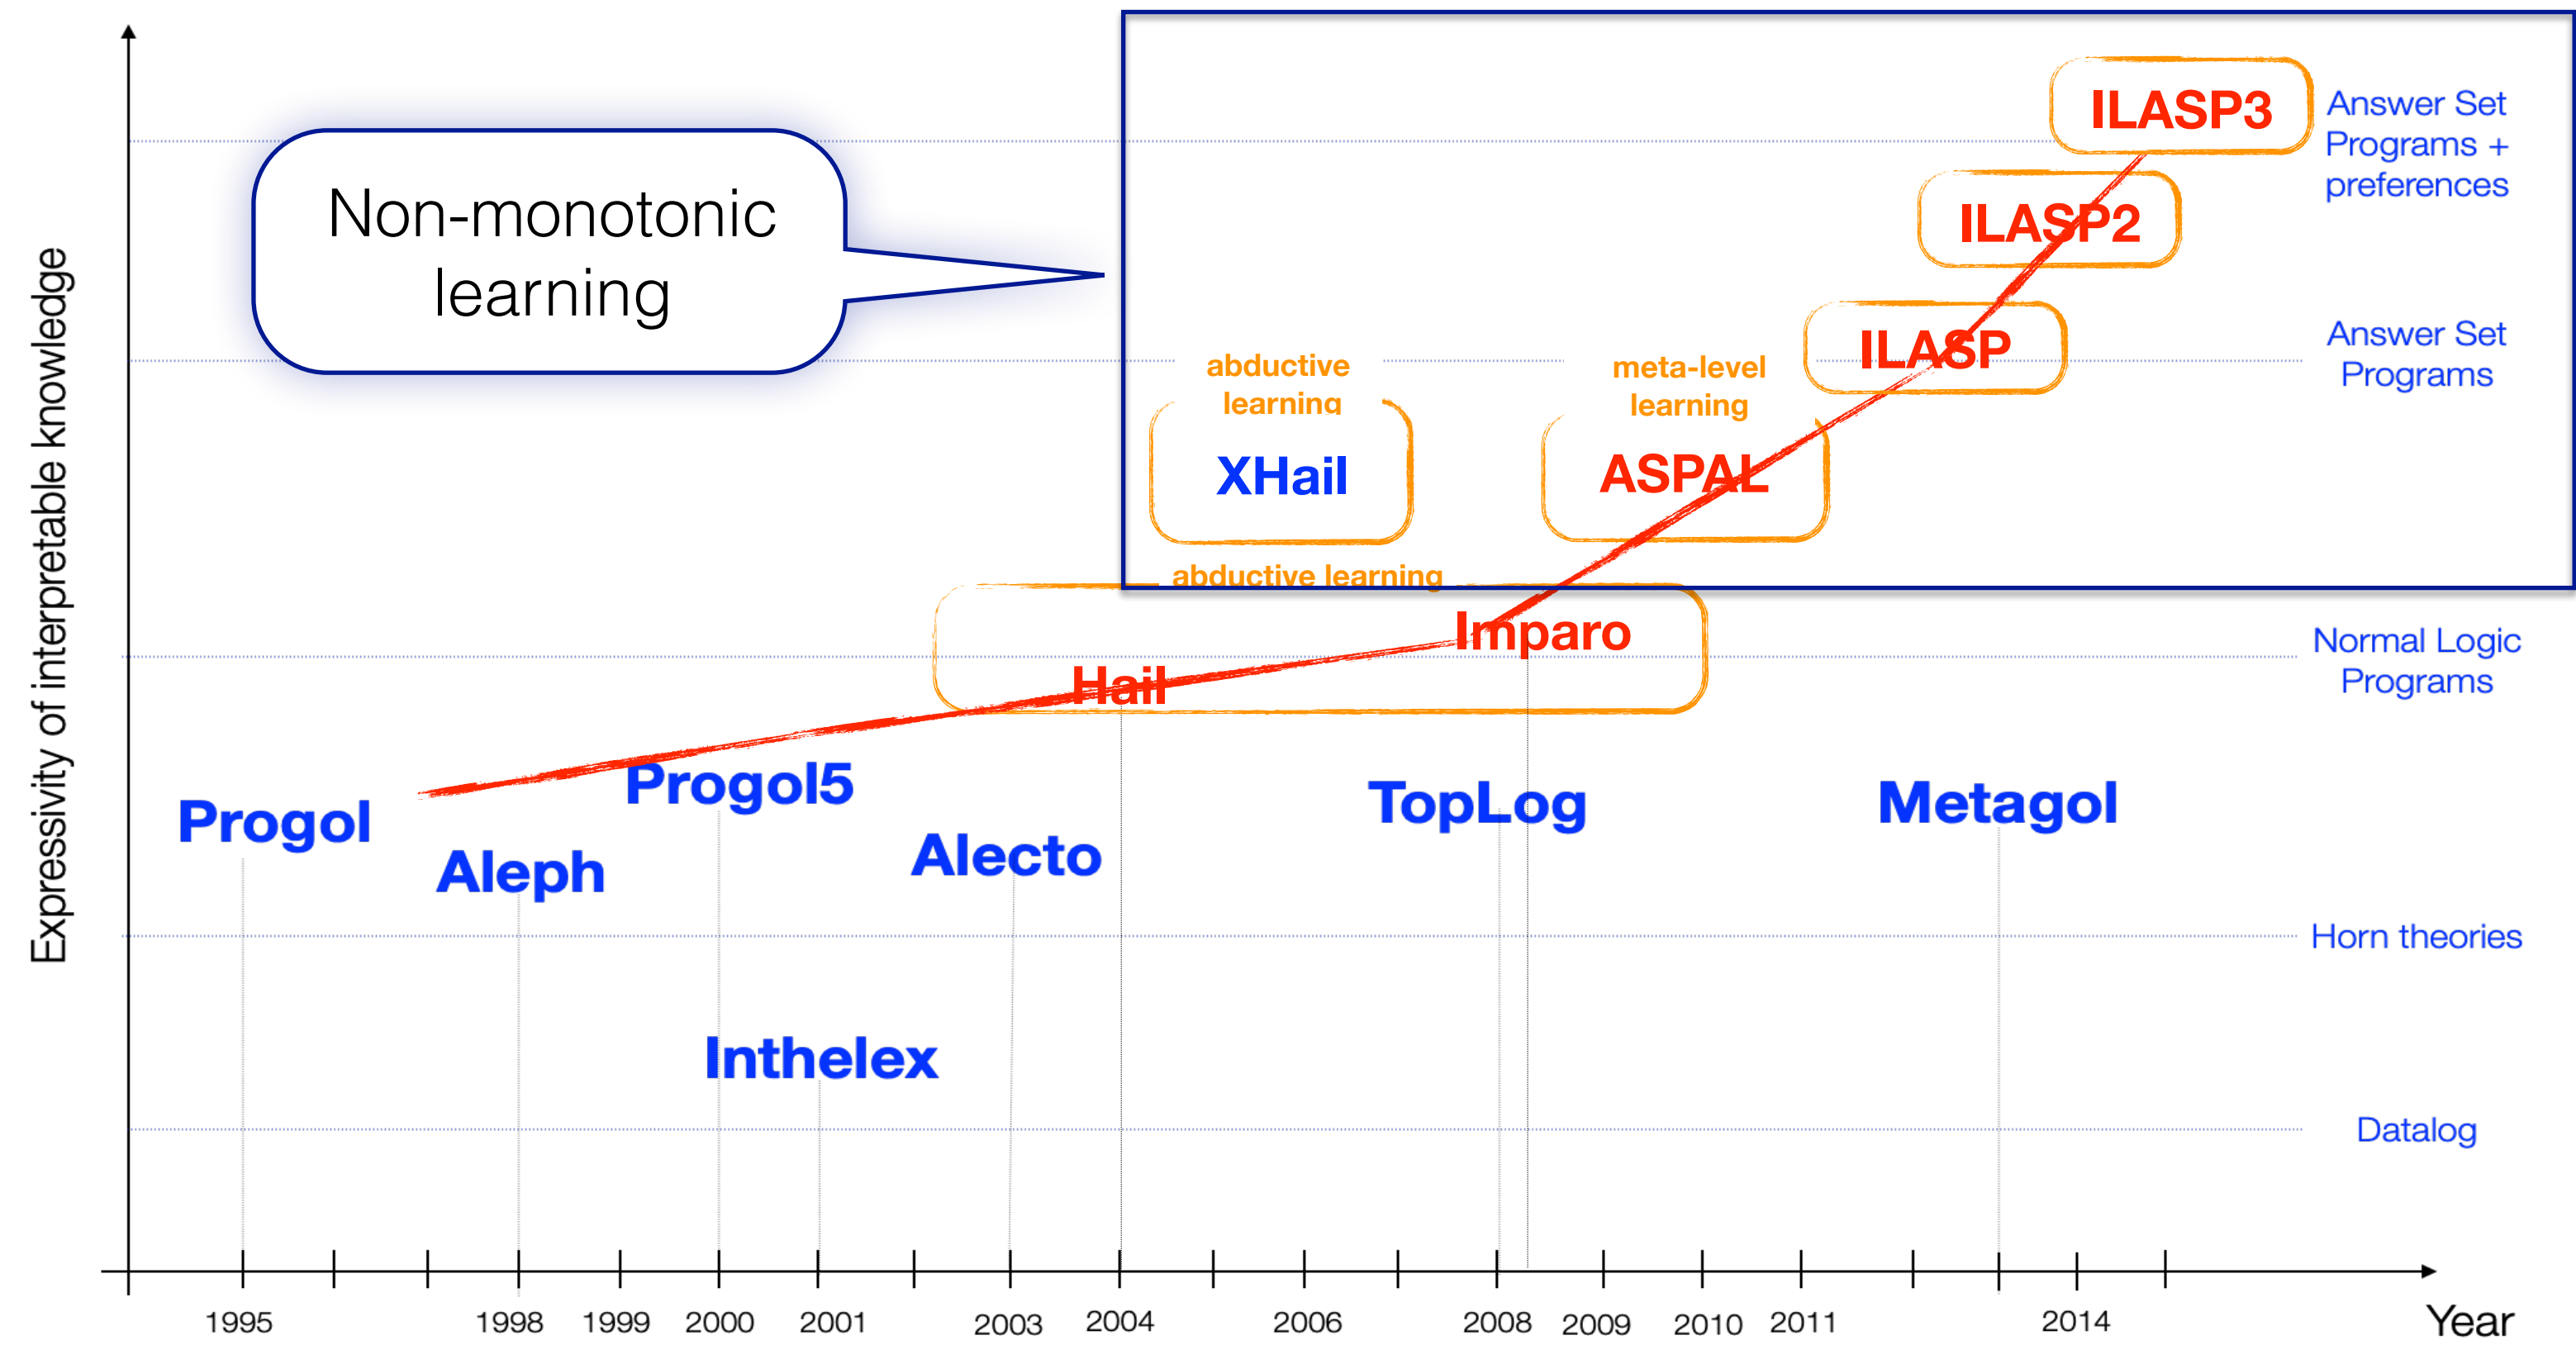 ILASP3
Answer Set
Programs +
preferences
Non-monotonic
learning
ILASP2
ILASP
Answer Set
Programs
abductive
learning
meta-level
learning
XHail
ASPAL
abductive learning
Imparo
Normal Logic
Programs
Hail
Progol
Progol5
Aleph
Alecto
TopLog
Metagol
Horn theories
Inthelex
Datalog
Expressivity of interpretable knowledge
1995 1998 1999 2000 2001 2003 2004 2006 2008 2009 2010 2011 2014 Year